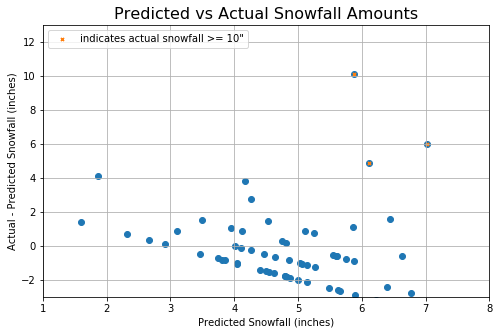 Predicted vs Actual Snowfall Amounts
indicates actual snowfall >= 10"
12
10
8
6
4
2
0
−2
Actual - Predicted Snowfall (inches)
1 2 3 4 5 6 7 8
Predicted Snowfall (inches)